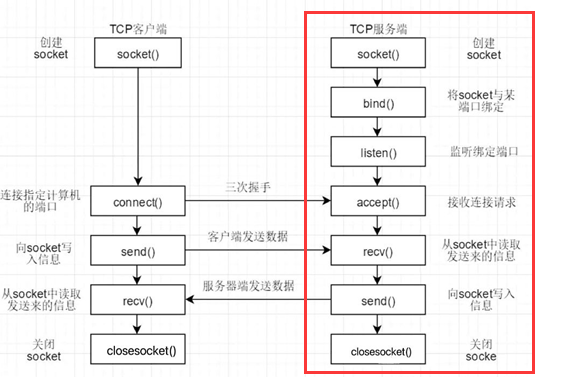 TCP客户端
TCP服务端
创建
socket
socket()
socket()
创建
socket
bind()
将socket与某
端口绑定
listen()
监听绑定端口
连接指定计算机
的端口
connect()
三次握手
accept()
接收连接请求
向socket写
入信息
send()
客户端发送数据
recv()
从socket中读取
发送来的信息
从socket中读取
发送来的信息
recv()
服务器端发送数据
send()
向socket写入
信息
关闭
socket
closesocket()
closesocket()
关闭
socke